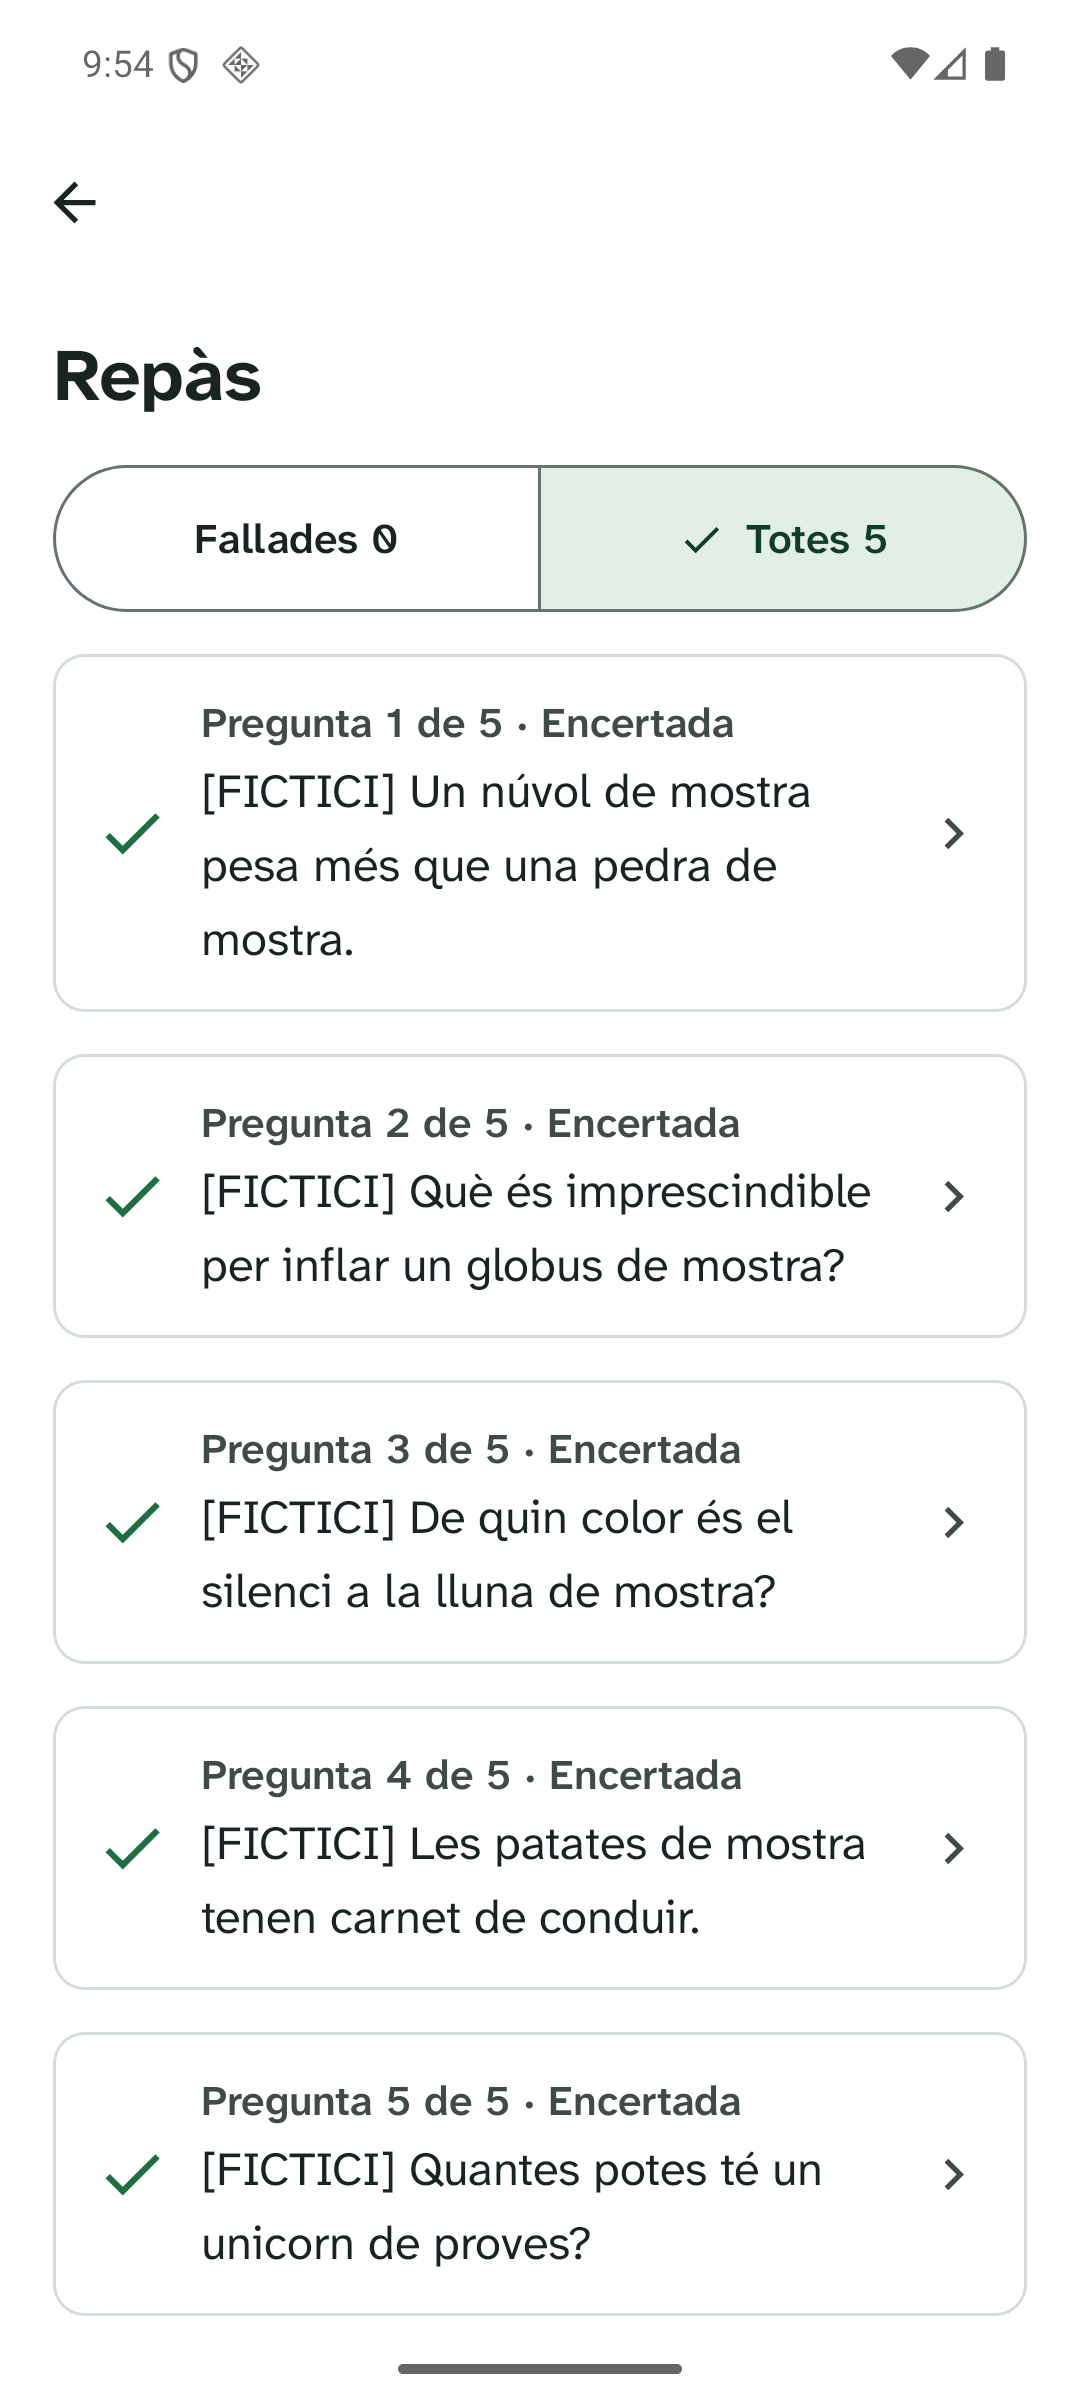 9:54
Repàs
Fallades 0
Totes 5
Pregunta 1 de 5 · Encertada
[FICTICI] Un núvol de mostra
pesa més que una pedra de
mostra.
Pregunta 2 de 5 · Encertada
[FICTICI] Què és imprescindible
per inflar un globus de mostra?
Pregunta 3 de 5 · Encertada
[FICTICI] De quin color és el
silenci a la lluna de mostra?
Pregunta 4 de 5 · Encertada
[FICTICI] Les patates de mostra
tenen carnet de conduir.
Pregunta 5 de 5 · Encertada
[FICTICI] Quantes potes té un
unicorn de proves?